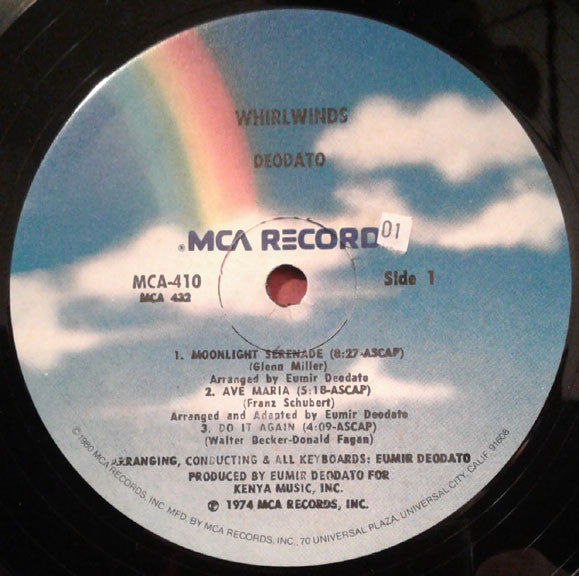 WHIRLWINDS
DEODATO
MCA RECORD
01
MCA-410
MCA 432
Side 1
1. MOONLIGHT SERENADE (8:27-ASCAP)
(Glenn Miller)
Arranged by Eumir Deodato
2. AVE MARIA (5:18-ASCAP)
(Franz Schubert)
Arranged and Adapted by Eumir Deodato
3. DO IT AGAIN (4:09-ASCAP)
(Walter Becker-Donald Fagan)
ARRANGING, CONDUCTING & ALL KEYBOARDS: EUMIR DEODATO
PRODUCED BY EUMIR DEODATO FOR
KENYA MUSIC, INC.
℗ 1974 MCA RECORDS, INC.
©1980 MCA RECORDS, INC. MFD. BY MCA RECORDS, INC., 70 UNIVERSAL PLAZA, UNIVERSAL CITY, CALIF. 91608